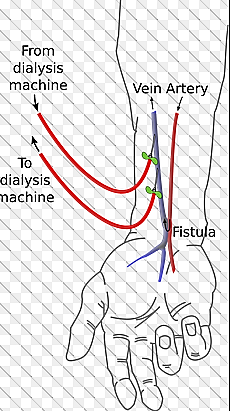 From
dialysis
machine
Vein Artery
To
dialysis
machine
Fistula